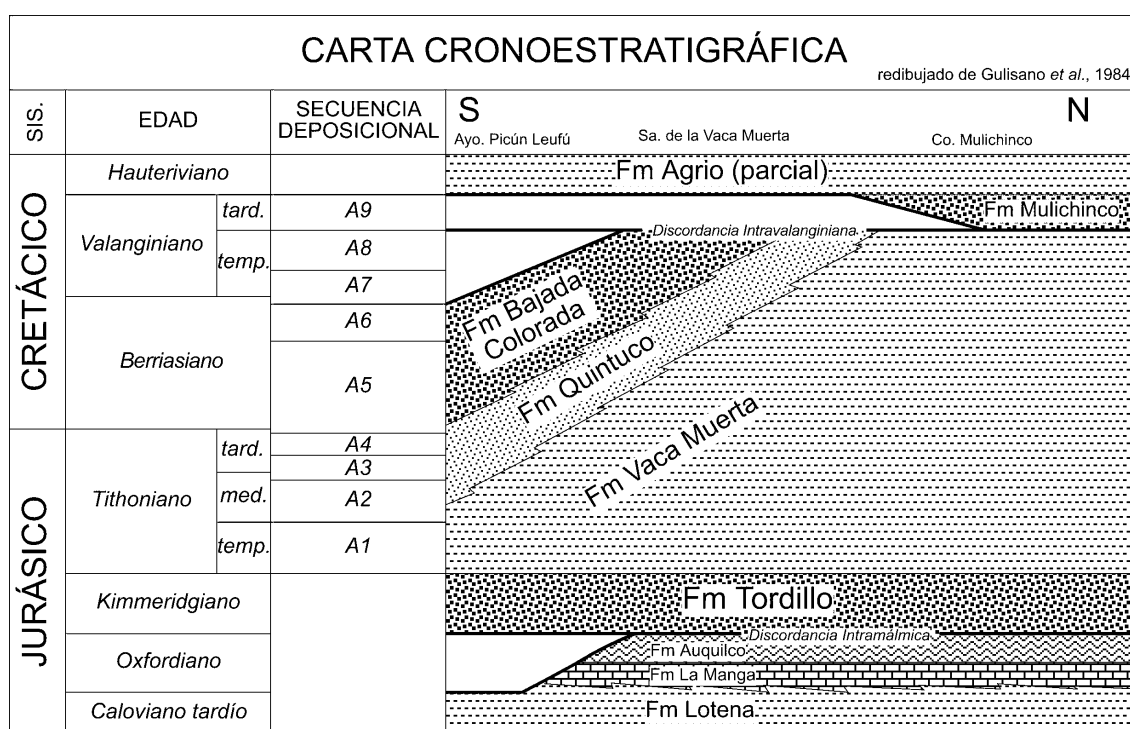 CARTA CRONOESTRATIGRÁFICA
redibujado de Gulisano et al., 1984
SIS.
EDAD
SECUENCIA
DEPOSICIONAL
S
N
Ayo. Picún Leufú
Sa. de la Vaca Muerta
Co. Mulichinco
CRETÁCICO
Hauteriviano
Fm Agrio (parcial)
Valanginiano
tard.
A9
Fm Mulichinco
temp.
A8
Discordancia Intravalanginiana
A7
Berriasiano
A6
Fm Bajada
Colorada
A5
Fm Quintuco
Fm Vaca Muerta
JURÁSICO
Tithoniano
tard.
A4
A3
med.
A2
temp.
A1
Kimmeridgiano
Fm Tordillo
Discordancia Intramálmica
Oxfordiano
Fm Auquilco
Fm La Manga
Caloviano tardío
Fm Lotena